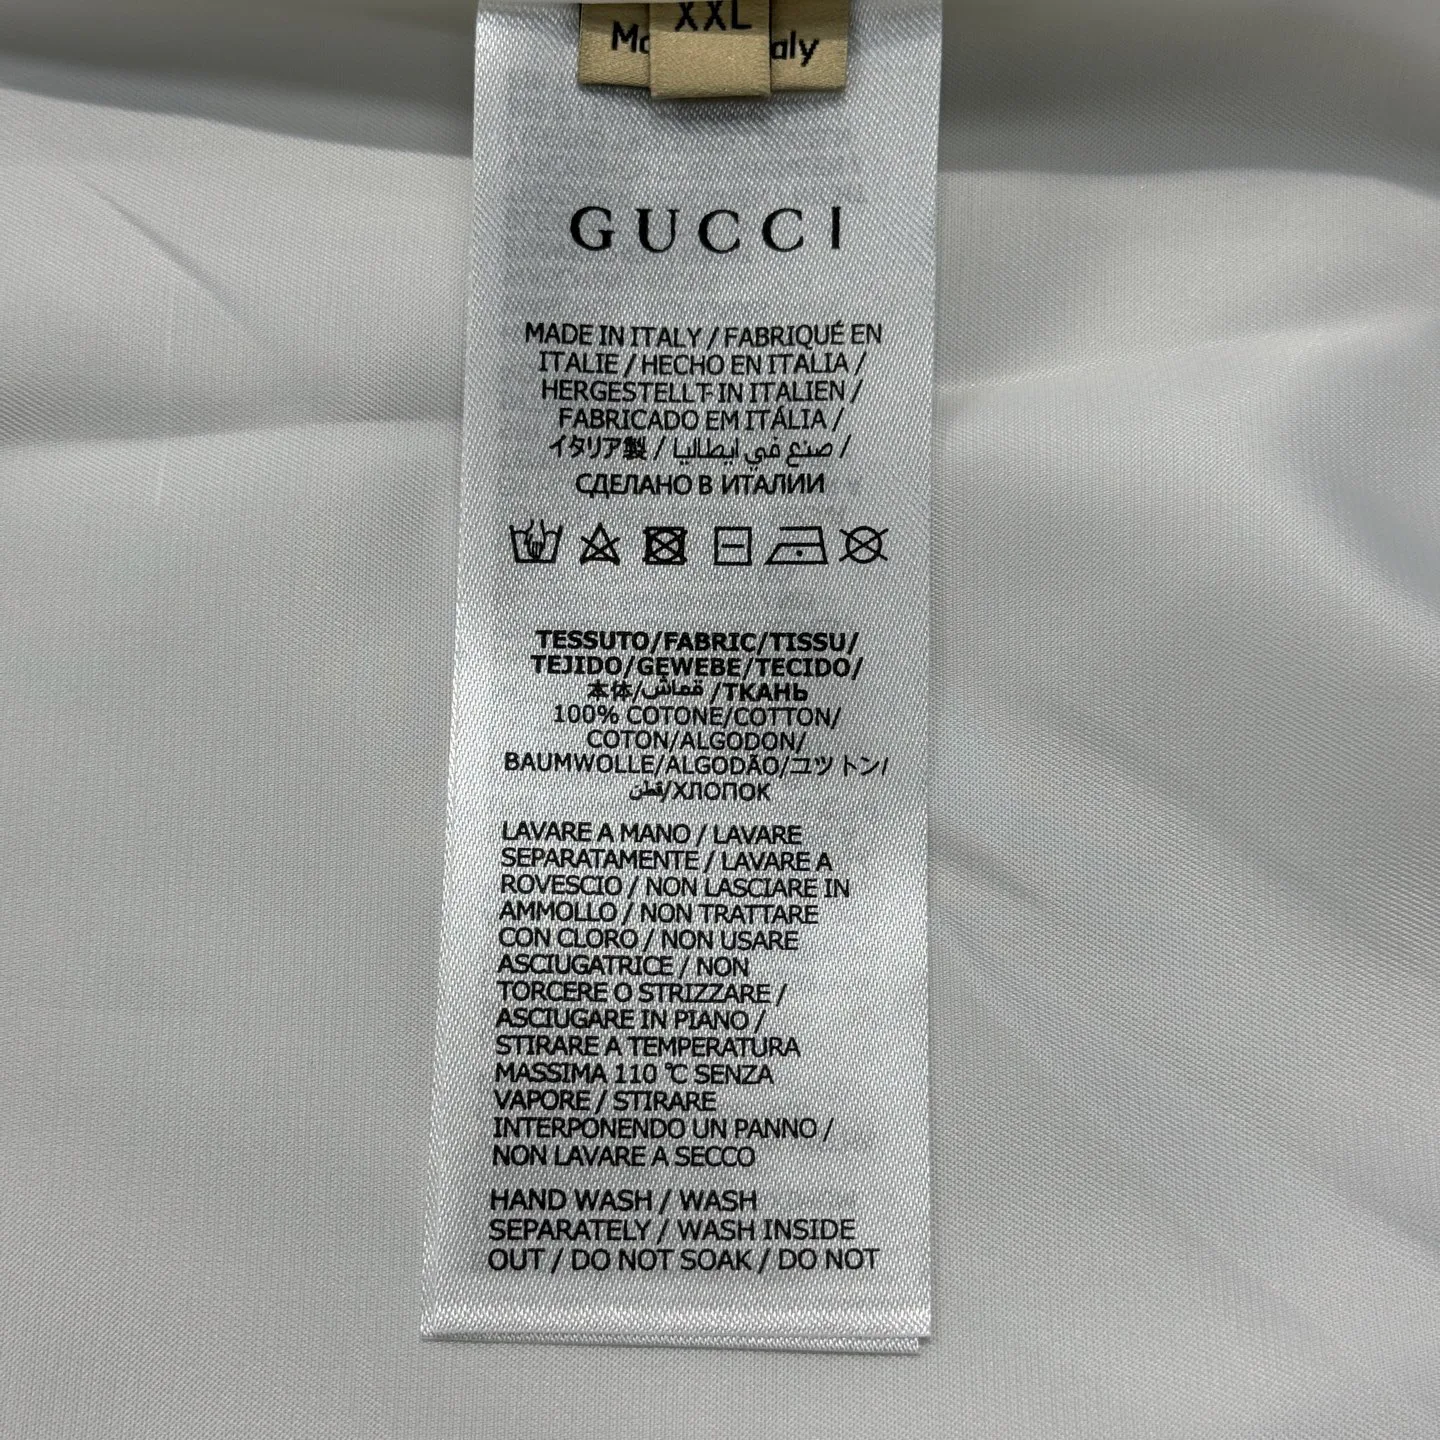 XXL
GUCCI
MADE IN ITALY / FABRIQUÉ EN
ITALIE / HECHO EN ITALIA /
HERGESTELLT IN ITALIEN /
FABRICADO EM ITÁLIA /
イタリア製 / صنع في ايطاليا /
СДЕЛАНО В ИТАЛИИ
TESSUTO/FABRIC/TISSU/
TEJIDO/GEWEBE/TECIDO/
本体/قماش /ТКАНЬ
100% COTONE/COTTON/
COTON/ALGODON/
BAUMWOLLE/ALGODÃO/コットン/
قطن/ХЛОПОК
LAVARE A MANO / LAVARE
SEPARATAMENTE / LAVARE A
ROVESCIO / NON LASCIARE IN
AMMOLLO / NON TRATTARE
CON CLORO / NON USARE
ASCIUGATRICE / NON
TORCERE O STRIZZARE /
ASCIUGARE IN PIANO /
STIRARE A TEMPERATURA
MASSIMA 110 °C SENZA
VAPORE / STIRARE
INTERPONENDO UN PANNO /
NON LAVARE A SECCO
HAND WASH / WASH
SEPARATELY / WASH INSIDE
OUT / DO NOT SOAK / DO NOT